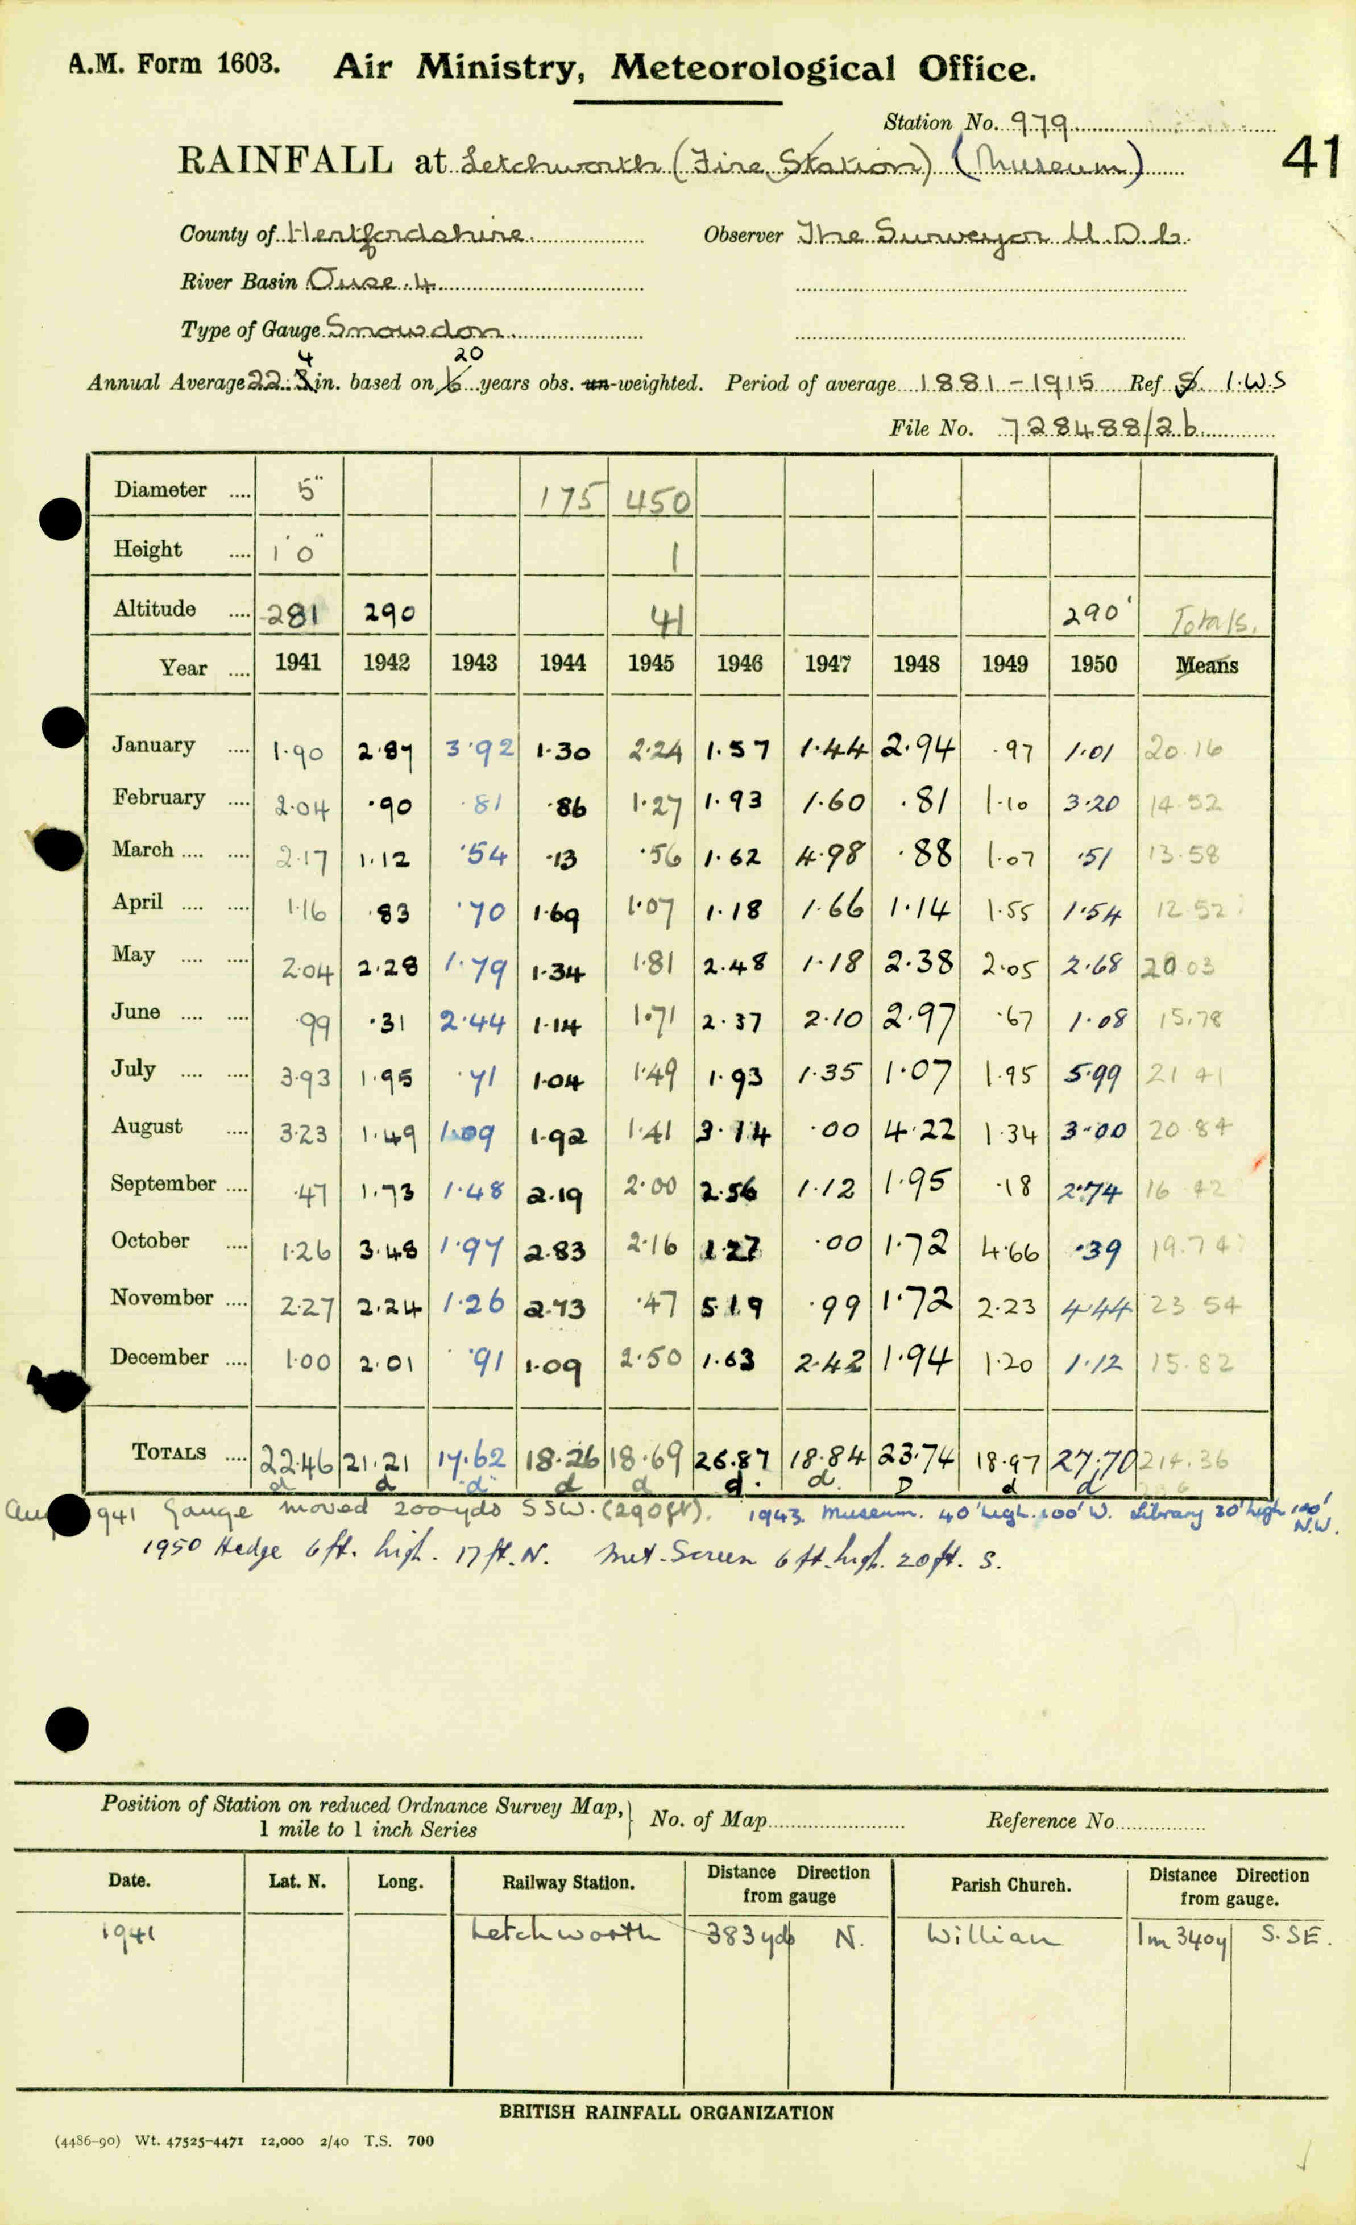 A.M. Form 1603. Air Ministry, Meteorological Office.
Station No. 979
RAINFALL at Letchworth (Fire Station) (Museum) 41
County of Hertfordshire Observer The Surveyor U.D.C.
River Basin Ouse.4
Type of Gauge Snowdon
4 20
Annual Average 22. in. based on 6 years obs. un-weighted. Period of average 1881-1915 Ref S. I.W.S
File No. 728488/26
Diameter .... 5" 175 450
Height .... 1' 0" 1
Altitude .... 281 290 41 290' Totals.
Year .... 1941 1942 1943 1944 1945 1946 1947 1948 1949 1950 Means
January .... 1.90 2.87 3.92 1.30 2.24 1.57 1.44 2.94 .97 1.01 20.16
February .... 2.04 .90 .81 .86 1.27 1.93 1.60 .81 1.10 3.20 14.52
March .... .... 2.17 1.12 .54 .13 .56 1.62 4.98 .88 1.07 .51 13.58
April .... .... 1.16 .83 .70 1.69 1.07 1.18 1.66 1.14 1.55 1.54 12.52
May .... .... 2.04 2.28 1.79 1.34 1.81 2.48 1.18 2.38 2.05 2.68 20.03
June .... .... .99 .31 2.44 1.14 1.71 2.37 2.10 2.97 .67 1.08 15.78
July .... .... 3.93 1.95 .71 1.04 1.49 1.93 1.35 1.07 1.95 5.99 21.41
August .... 3.23 1.49 1.09 1.92 1.41 3.14 .00 4.22 1.34 3.00 20.84
September .... .47 1.73 1.48 2.19 2.00 2.56 1.12 1.95 .18 2.74 16.42
October .... 1.26 3.48 1.97 2.83 2.16 1.27 .00 1.72 4.66 .39 19.74
November .... 2.27 2.24 1.26 2.73 .47 5.19 .99 1.72 2.23 4.44 23.54
December .... 1.00 2.01 .91 1.09 2.50 1.63 2.42 1.94 1.20 1.12 15.82
TOTALS .... 22.46 21.21 17.62 18.26 18.69 26.87 18.84 23.74 18.97 27.70 214.36
d d d d d d. d. D d d
941 Gauge moved 200yds SSW. (290ft). 1943. Museum. 40' high. 100' W. Library 30' high 100' N.W.
1950 Hedge 6ft. high. 17ft. N. Met. Screen 6ft. high. 20ft. S.
Position of Station on reduced Ordnance Survey Map, 1 mile to 1 inch Series No. of Map Reference No.
Date. Lat. N. Long. Railway Station. Distance Direction from gauge Parish Church. Distance Direction from gauge.
1941 Letchworth 383 yds N. Willian 1m 340y S.SE.
BRITISH RAINFALL ORGANIZATION
(4486-90) Wt. 47525-4471 12,000 2/40 T.S. 700